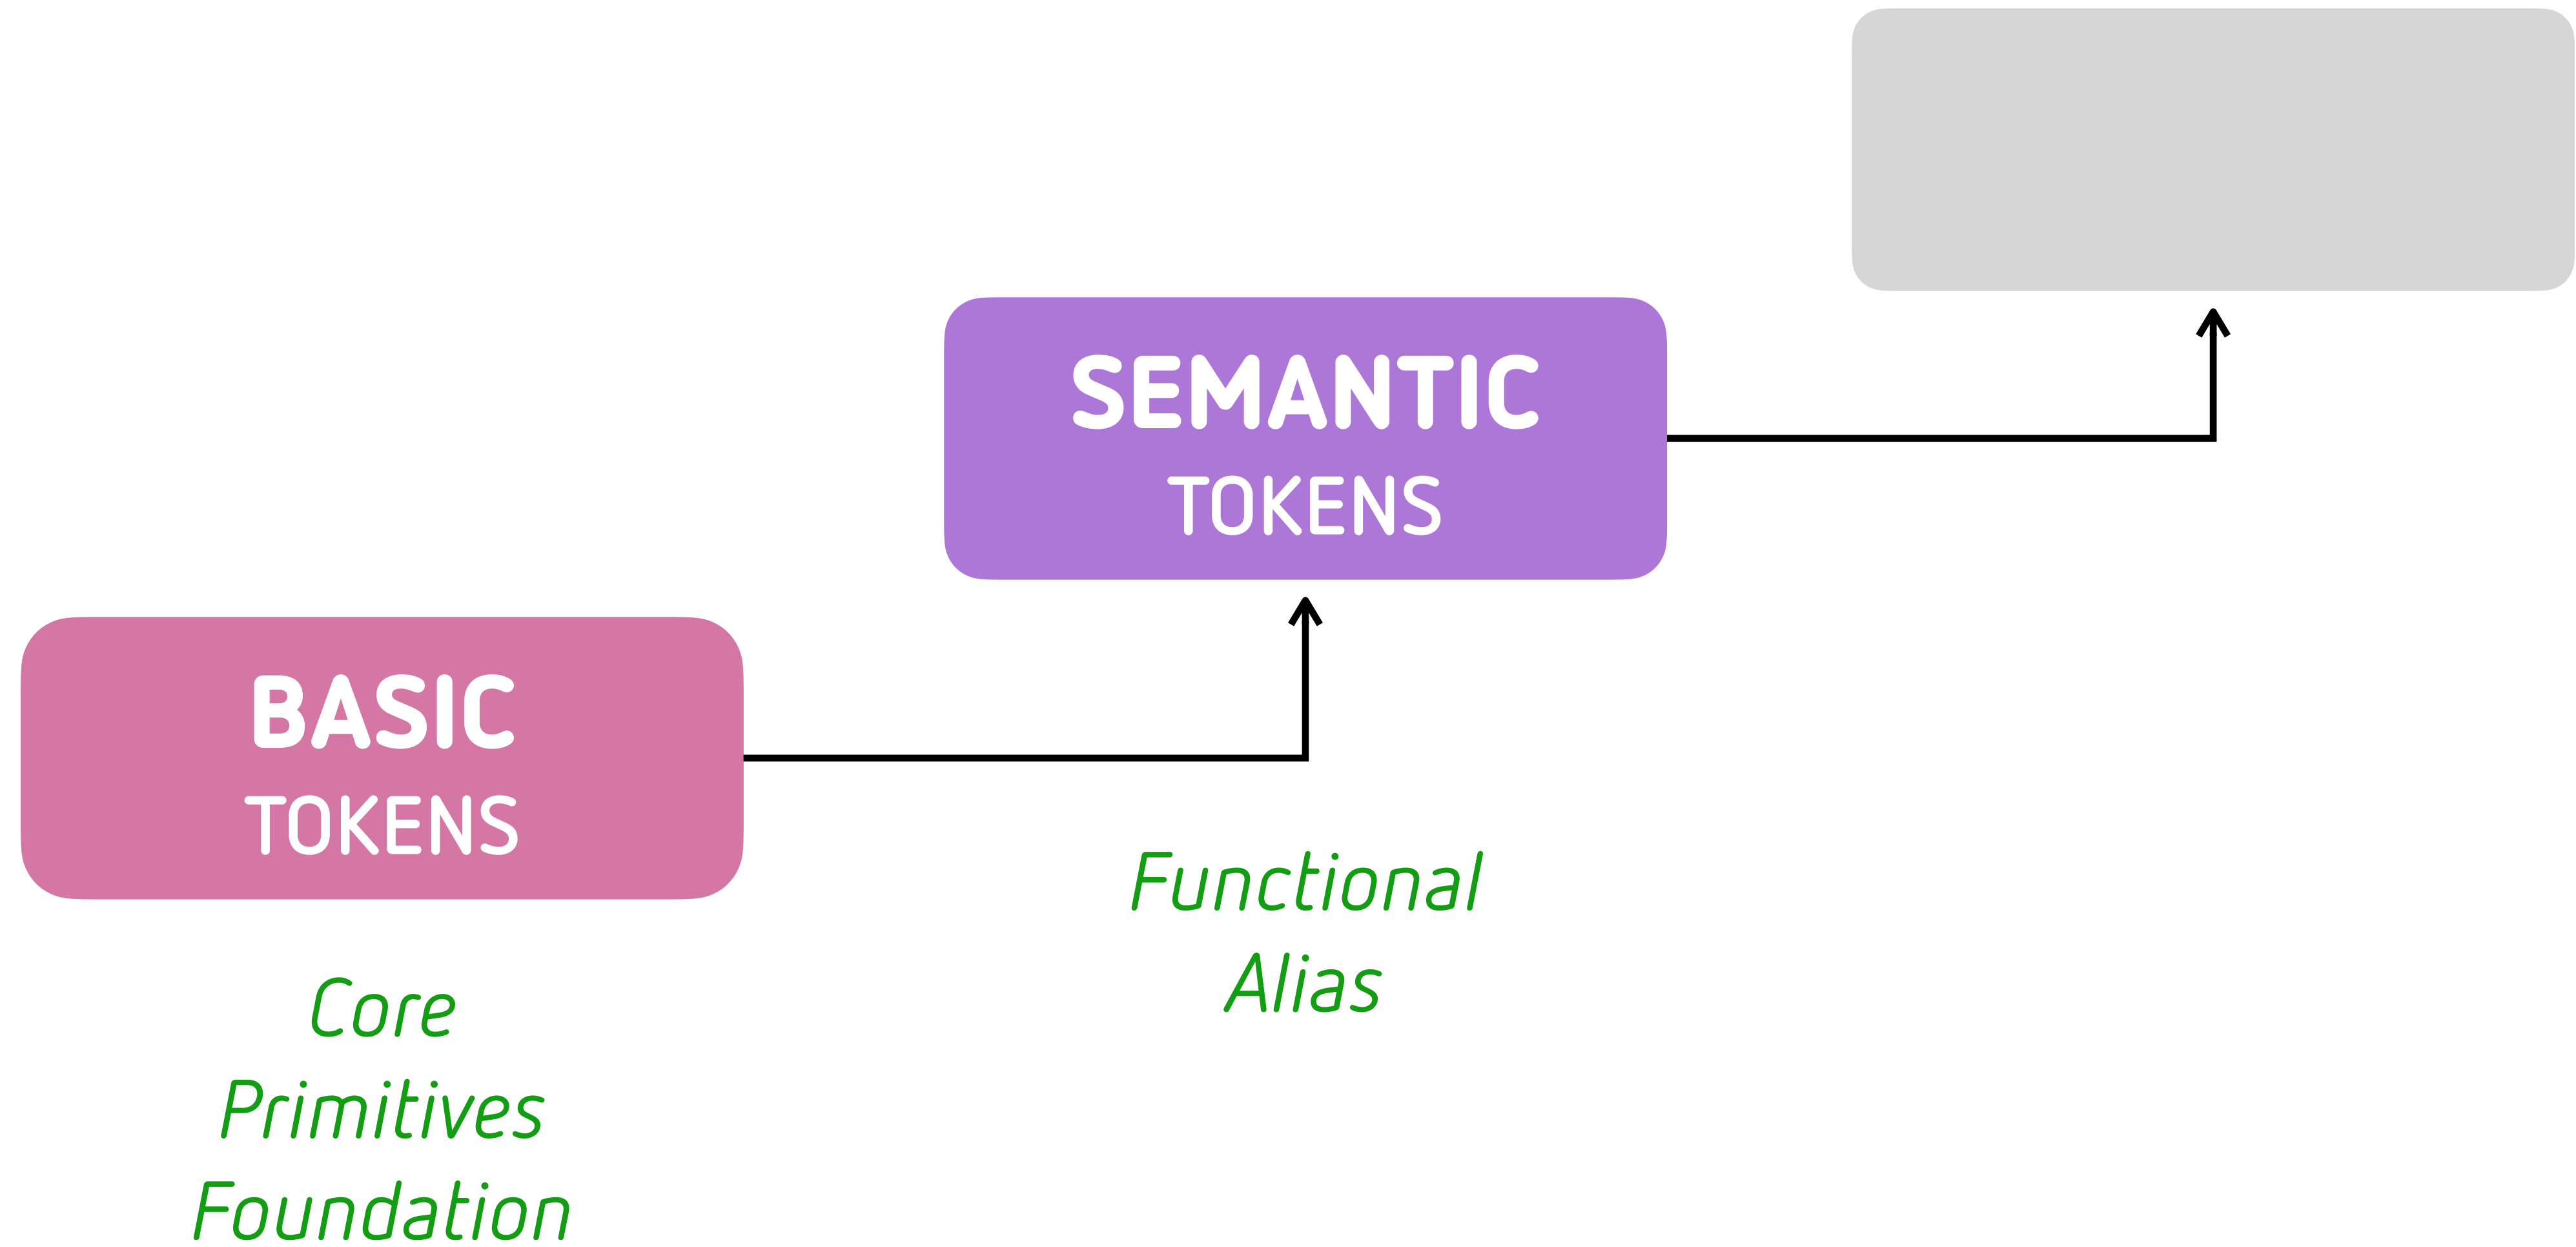 SEMANTIC
TOKENS
BASIC
TOKENS
Functional
Alias
Core
Primitives
Foundation